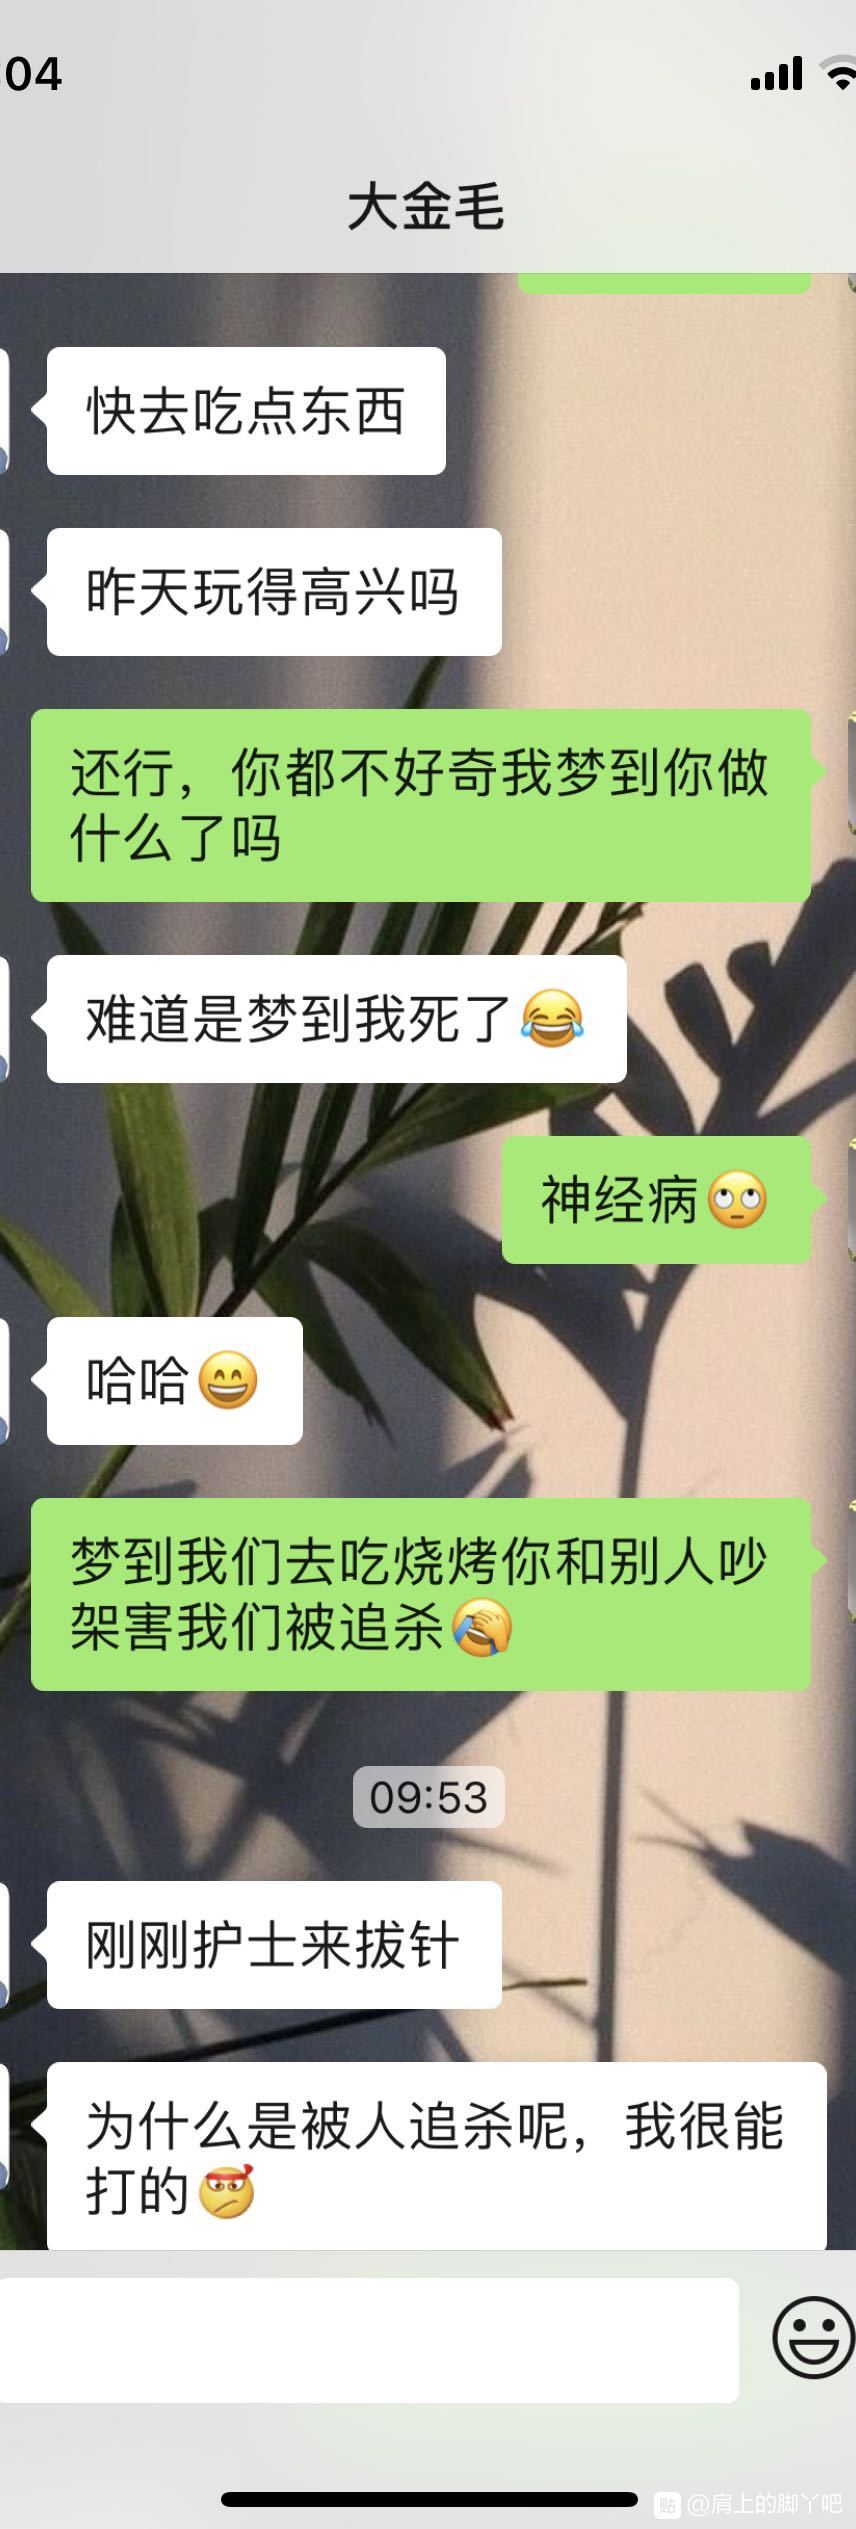 04
大金毛
快去吃点东西
昨天玩得高兴吗
还行，你都不好奇我梦到你做
什么了吗
难道是梦到我死了😂
神经病🙄
哈哈😄
梦到我们去吃烧烤你和别人吵
架害我们被追杀🤣
09:53
刚刚护士来拔针
为什么是被人追杀呢，我很能
打的
贴 @肩上的脚丫吧